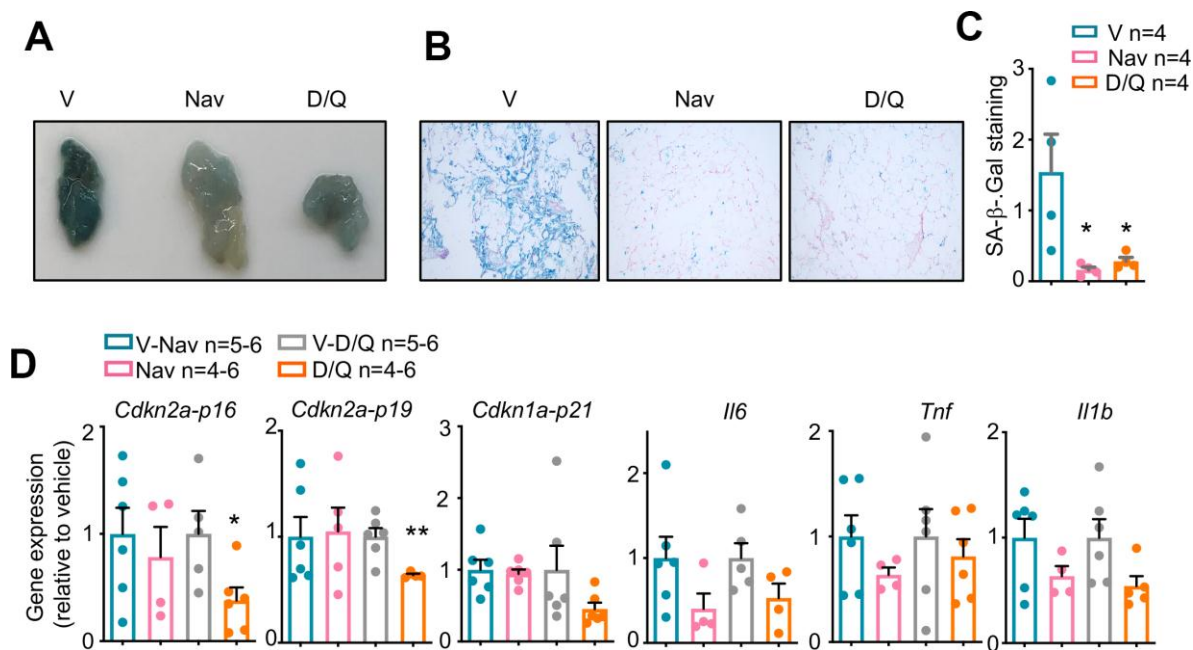 A
V Nav D/Q
B
V Nav D/Q
C
V n=4
Nav n=4
D/Q n=4
SA-β-.Gal staining
3
2
1
0
* *
D
V-Nav n=5-6 V-D/Q n=5-6
Nav n=4-6 D/Q n=4-6
Gene expression
(relative to vehicle)
Cdkn2a-p16
2
1
0
*
Cdkn2a-p19
2
1
0
**
Cdkn1a-p21
3
2
1
0
Il6
2
1
0
Tnf
2
1
0
Il1b
2
1
0